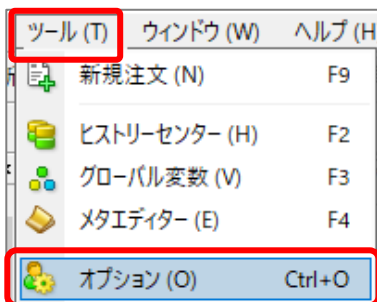 ツール (T) ウィンドウ (W) ヘルプ (H
新規注文 (N) F9
ヒストリーセンター (H) F2
グローバル変数 (V) F3
メタエディター (E) F4
オプション (O) Ctrl+O